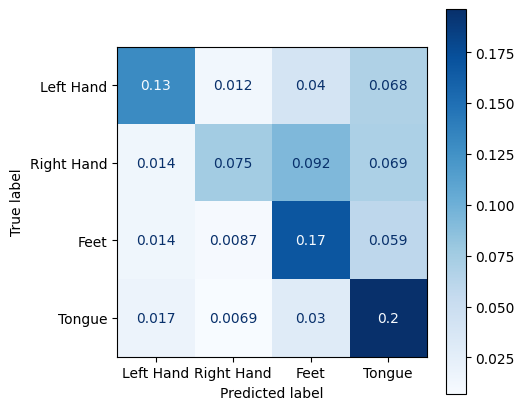 Left Hand 0.13 0.012 0.04 0.068
Right Hand 0.014 0.075 0.092 0.069
Feet 0.014 0.0087 0.17 0.059
Tongue 0.017 0.0069 0.03 0.2
Left Hand Right Hand Feet Tongue
Predicted label
True label
0.175
0.150
0.125
0.100
0.075
0.050
0.025